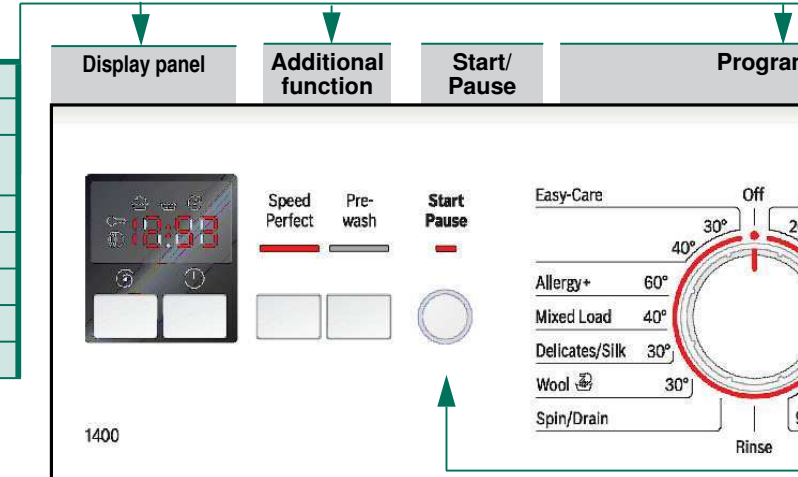 Display panel
Additional
function
Start/
Pause
Speed
Perfect
Pre-
wash
Start
Pause
Easy-Care
Off
30°
40°
Allergy+ 60°
Mixed Load 40°
Delicates/Silk 30°
Wool 30°
Spin/Drain
Rinse
1400